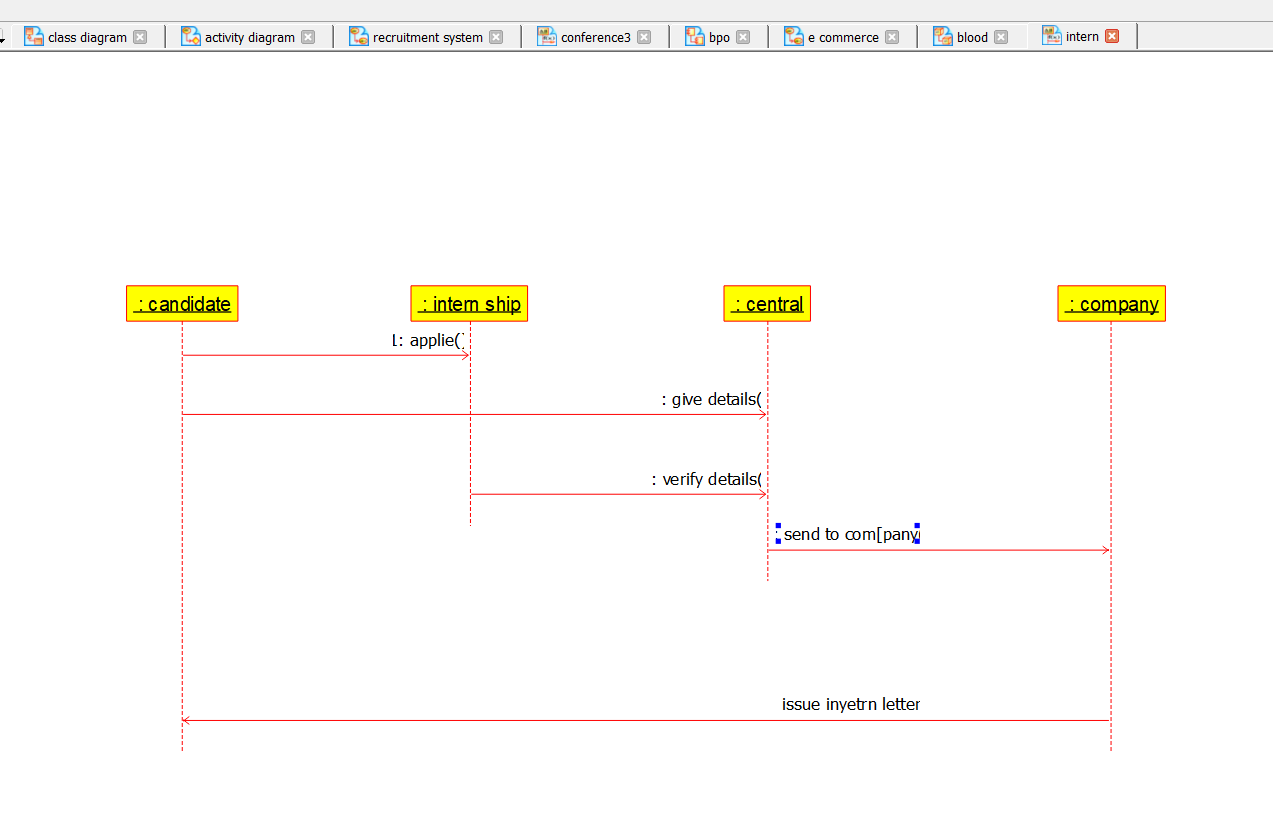 class diagram activity diagram recruitment system conference3 bpo e commerce blood intern
: candidate : intern ship : central : company
1: applie()
: give details(
: verify details(
: send to com[pany(
issue inyetrn letter